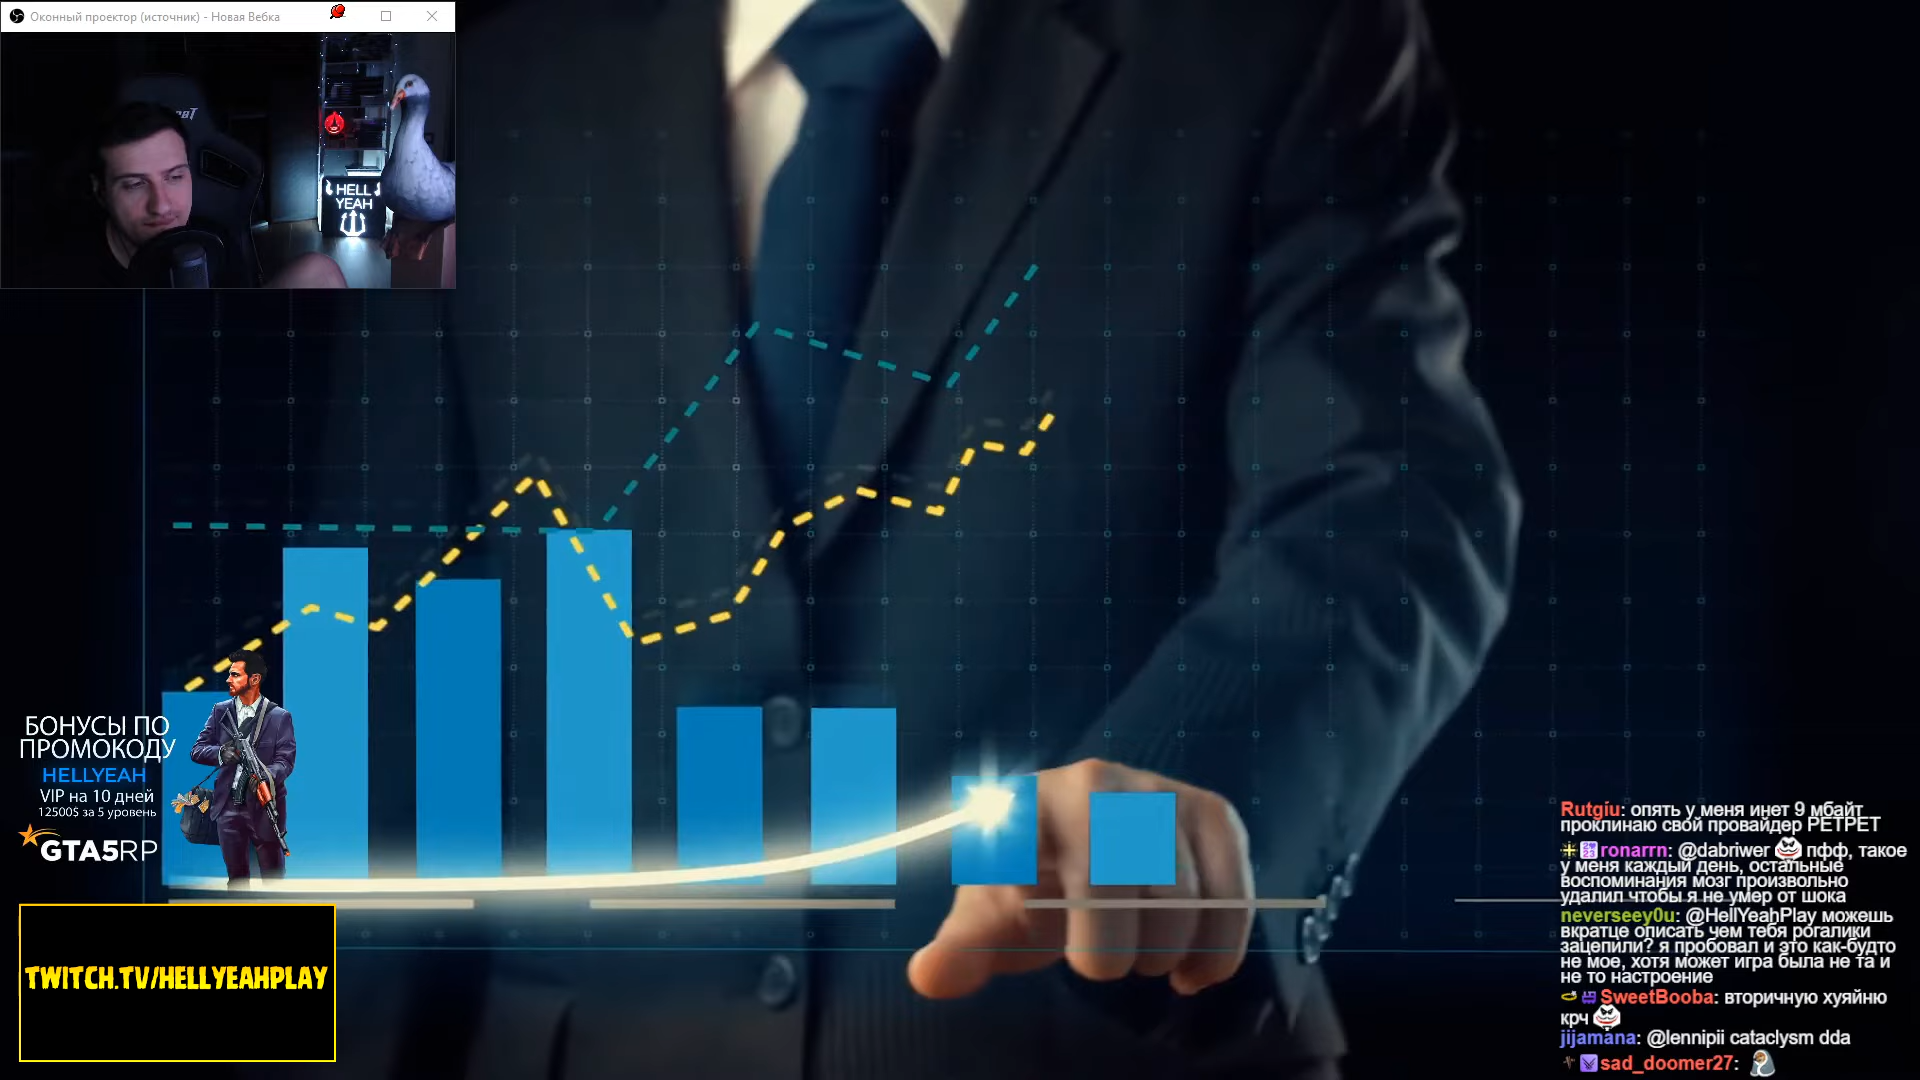 Оконный проектор (источник) - Новая Вебка
HELL
YEAH
БОНУСЫ ПО
ПРОМОКОДУ
HELLYEAH
VIP на 10 дней
12500$ за 5 уровень
GTA5RP
TWITCH.TV/HELLYEAHPLAY
Rutgiu: опять у меня инет 9 мбайт
проклинаю свой провайдер PETPET
ronarrn: @dabriwer пфф, такое
у меня каждый день, остальные
воспоминания мозг произвольно
удалил чтобы я не умер от шока
neverseey0u: @HellYeahPlay можешь
вкратце описать чем тебя рогалики
зацепили? я пробовал и это как-будто
не мое, хотя может игра была не та и
не то настроение
SweetBooba: вторичную хуяйню
крч
jijamana: @lennipii cataclysm dda
sad_doomer27: